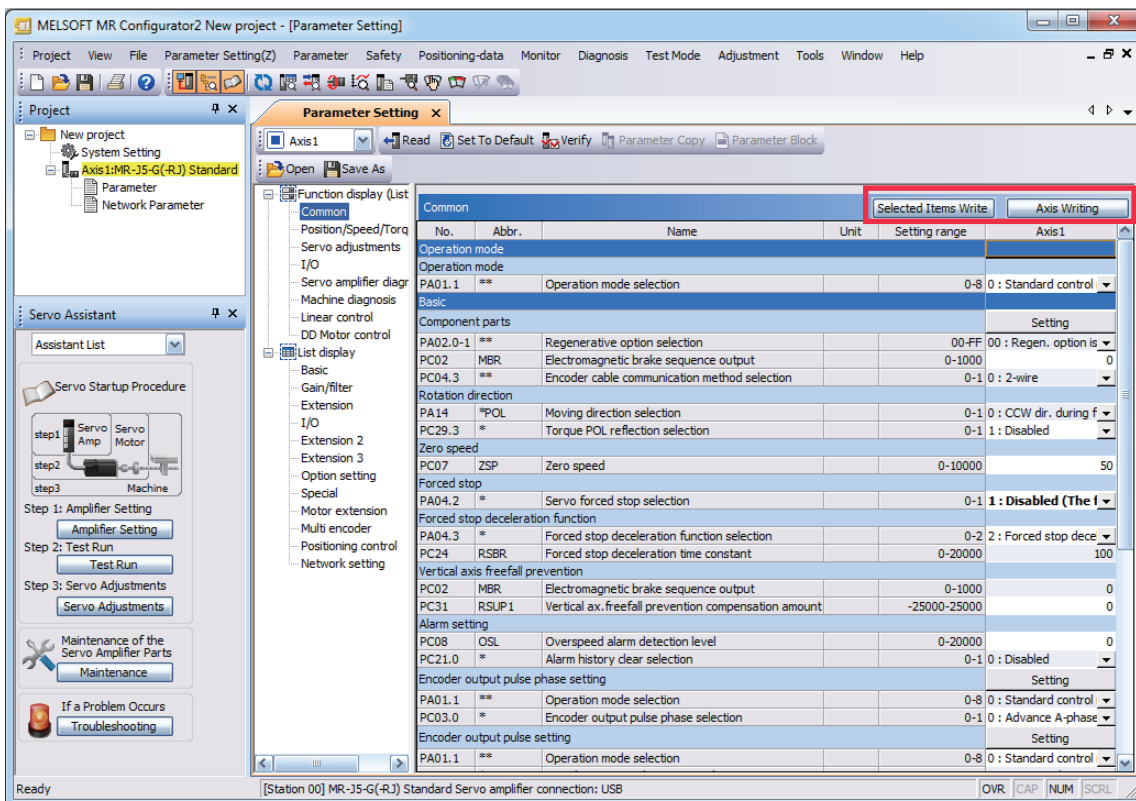 MELSOFT MR Configurator2 New project - [Parameter Setting]
Project View File Parameter Setting(Z) Parameter Safety Positioning-data Monitor Diagnosis Test Mode Adjustment Tools Window Help
Project
New project
System Setting
Axis1:MR-J5-G(-RJ) Standard
Parameter
Network Parameter
Servo Assistant
Assistant List
Servo Startup Procedure
step1 Servo Amp Servo Motor
step2
step3 Machine
Step 1: Amplifier Setting
Amplifier Setting
Step 2: Test Run
Test Run
Step 3: Servo Adjustments
Servo Adjustments
Maintenance of the
Servo Amplifier Parts
Maintenance
If a Problem Occurs
Troubleshooting
Parameter Setting
Axis1 Read Set To Default Verify Parameter Copy Parameter Block
Open Save As
Function display (List
Common
Position/Speed/Torq
Servo adjustments
I/O
Servo amplifier diagr
Machine diagnosis
Linear control
DD Motor control
List display
Basic
Gain/filter
Extension
I/O
Extension 2
Extension 3
Option setting
Special
Motor extension
Multi encoder
Positioning control
Network setting
Common Selected Items Write Axis Writing
No. Abbr. Name Unit Setting range Axis1
Operation mode
Operation mode
PA01.1 ** Operation mode selection 0-8 0 : Standard control
Basic
Component parts Setting
PA02.0-1 ** Regenerative option selection 00-FF 00 : Regen. option is
PC02 MBR Electromagnetic brake sequence output 0-1000 0
PC04.3 ** Encoder cable communication method selection 0-1 0 : 2-wire
Rotation direction
PA14 *POL Moving direction selection 0-1 0 : CCW dir. during f
PC29.3 * Torque POL reflection selection 0-1 1 : Disabled
Zero speed
PC07 ZSP Zero speed 0-10000 50
Forced stop
PA04.2 * Servo forced stop selection 0-1 1 : Disabled (The f
Forced stop deceleration function
PA04.3 * Forced stop deceleration function selection 0-2 2 : Forced stop dece
PC24 RSBR Forced stop deceleration time constant 0-20000 100
Vertical axis freefall prevention
PC02 MBR Electromagnetic brake sequence output 0-1000 0
PC31 RSUP1 Vertical ax.freefall prevention compensation amount -25000-25000 0
Alarm setting
PC08 OSL Overspeed alarm detection level 0-20000 0
PC21.0 * Alarm history clear selection 0-1 0 : Disabled
Encoder output pulse phase setting Setting
PA01.1 ** Operation mode selection 0-8 0 : Standard control
PC03.0 * Encoder output pulse phase selection 0-1 0 : Advance A-phase
Encoder output pulse setting Setting
PA01.1 ** Operation mode selection 0-8 0 : Standard control
Ready [Station 00] MR-J5-G(-RJ) Standard Servo amplifier connection: USB OVR CAP NUM SCRL